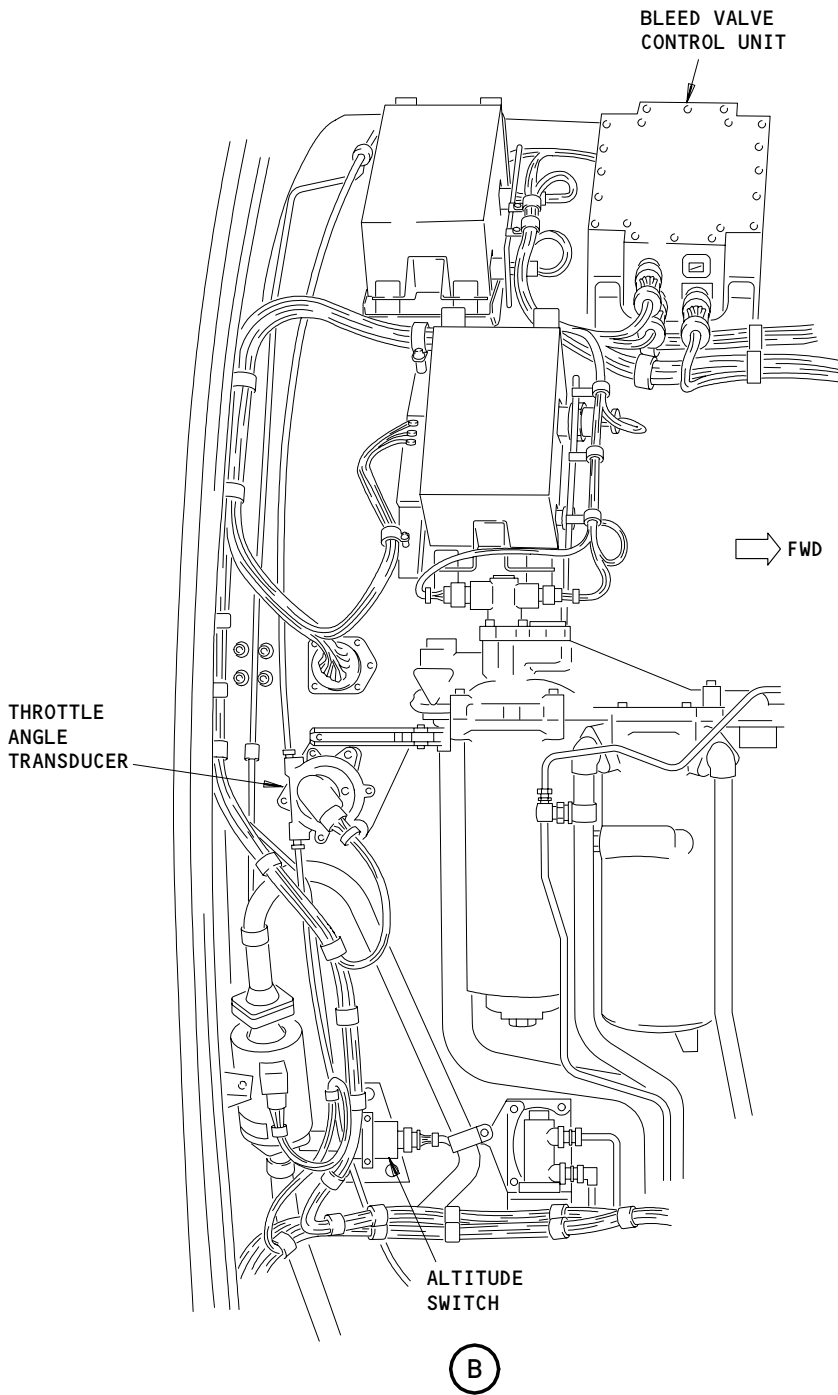 BLEED VALVE
CONTROL UNIT
FWD
THROTTLE
ANGLE
TRANSDUCER
ALTITUDE
SWITCH
B